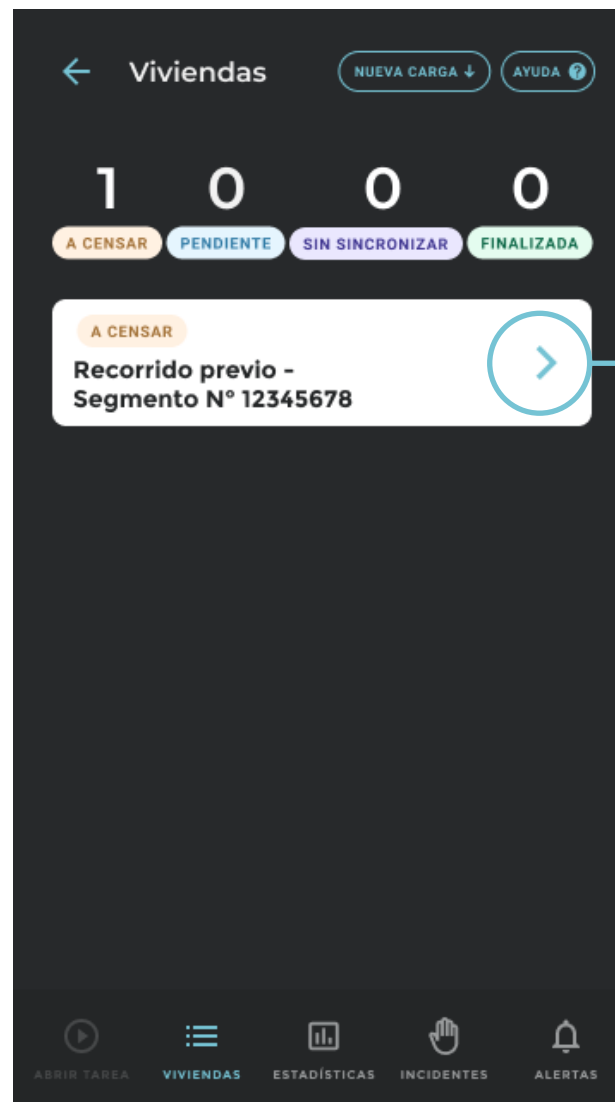 Viviendas
NUEVA CARGA
AYUDA ?
1 0 0 0
A CENSAR PENDIENTE SIN SINCRONIZAR FINALIZADA
A CENSAR
Recorrido previo -
Segmento Nº 12345678
ABRIR TAREA VIVIENDAS ESTADÍSTICAS INCIDENTES ALERTAS